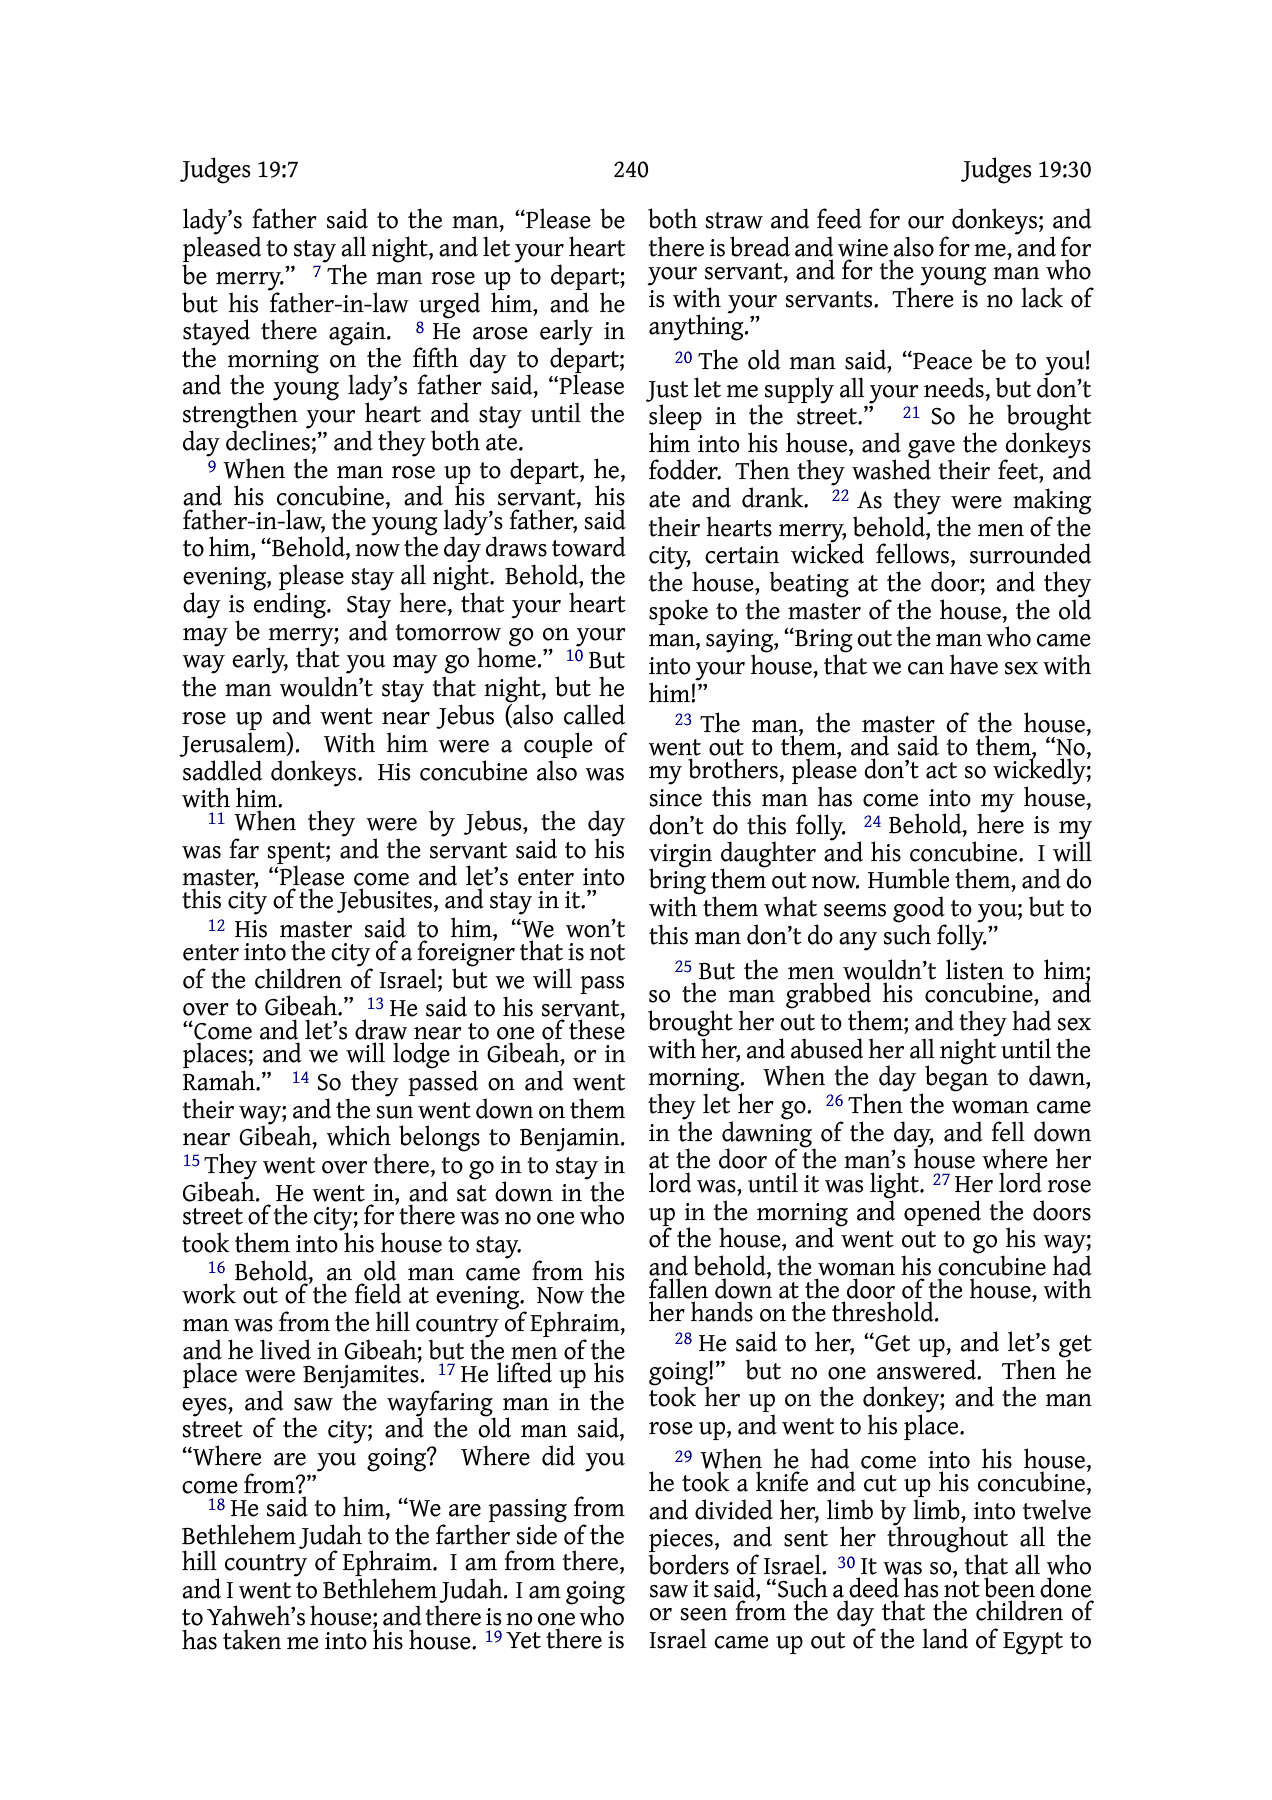 Judges 19:7
240
Judges 19:30
lady’s father said to the man, “Please be
pleased to stay all night, and let your heart
be merry.” 7 The man rose up to depart;
but his father-in-law urged him, and he
stayed there again. 8 He arose early in
the morning on the fifth day to depart;
and the young lady’s father said, “Please
strengthen your heart and stay until the
day declines;” and they both ate.
9 When the man rose up to depart, he,
and his concubine, and his servant, his
father-in-law, the young lady’s father, said
to him, “Behold, now the day draws toward
evening, please stay all night. Behold, the
day is ending. Stay here, that your heart
may be merry; and tomorrow go on your
way early, that you may go home.” 10 But
the man wouldn’t stay that night, but he
rose up and went near Jebus (also called
Jerusalem). With him were a couple of
saddled donkeys. His concubine also was
with him.
11 When they were by Jebus, the day
was far spent; and the servant said to his
master, “Please come and let’s enter into
this city of the Jebusites, and stay in it.”
12 His master said to him, “We won’t
enter into the city of a foreigner that is not
of the children of Israel; but we will pass
over to Gibeah.” 13 He said to his servant,
“Come and let’s draw near to one of these
places; and we will lodge in Gibeah, or in
Ramah.” 14 So they passed on and went
their way; and the sun went down on them
near Gibeah, which belongs to Benjamin.
15 They went over there, to go in to stay in
Gibeah. He went in, and sat down in the
street of the city; for there was no one who
took them into his house to stay.
16 Behold, an old man came from his
work out of the field at evening. Now the
man was from the hill country of Ephraim,
and he lived in Gibeah; but the men of the
place were Benjamites. 17 He lifted up his
eyes, and saw the wayfaring man in the
street of the city; and the old man said,
“Where are you going? Where did you
come from?”
18 He said to him, “We are passing from
Bethlehem Judah to the farther side of the
hill country of Ephraim. I am from there,
and I went to Bethlehem Judah. I am going
to Yahweh’s house; and there is no one who
has taken me into his house. 19 Yet there is
both straw and feed for our donkeys; and
there is bread and wine also for me, and for
your servant, and for the young man who
is with your servants. There is no lack of
anything.”
20 The old man said, “Peace be to you!
Just let me supply all your needs, but don’t
sleep in the street.” 21 So he brought
him into his house, and gave the donkeys
fodder. Then they washed their feet, and
ate and drank. 22 As they were making
their hearts merry, behold, the men of the
city, certain wicked fellows, surrounded
the house, beating at the door; and they
spoke to the master of the house, the old
man, saying, “Bring out the man who came
into your house, that we can have sex with
him!”
23 The man, the master of the house,
went out to them, and said to them, “No,
my brothers, please don’t act so wickedly;
since this man has come into my house,
don’t do this folly. 24 Behold, here is my
virgin daughter and his concubine. I will
bring them out now. Humble them, and do
with them what seems good to you; but to
this man don’t do any such folly.”
25 But the men wouldn’t listen to him;
so the man grabbed his concubine, and
brought her out to them; and they had sex
with her, and abused her all night until the
morning. When the day began to dawn,
they let her go. 26 Then the woman came
in the dawning of the day, and fell down
at the door of the man’s house where her
lord was, until it was light. 27 Her lord rose
up in the morning and opened the doors
of the house, and went out to go his way;
and behold, the woman his concubine had
fallen down at the door of the house, with
her hands on the threshold.
28 He said to her, “Get up, and let’s get
going!” but no one answered. Then he
took her up on the donkey; and the man
rose up, and went to his place.
29 When he had come into his house,
he took a knife and cut up his concubine,
and divided her, limb by limb, into twelve
pieces, and sent her throughout all the
borders of Israel. 30 It was so, that all who
saw it said, “Such a deed has not been done
or seen from the day that the children of
Israel came up out of the land of Egypt to